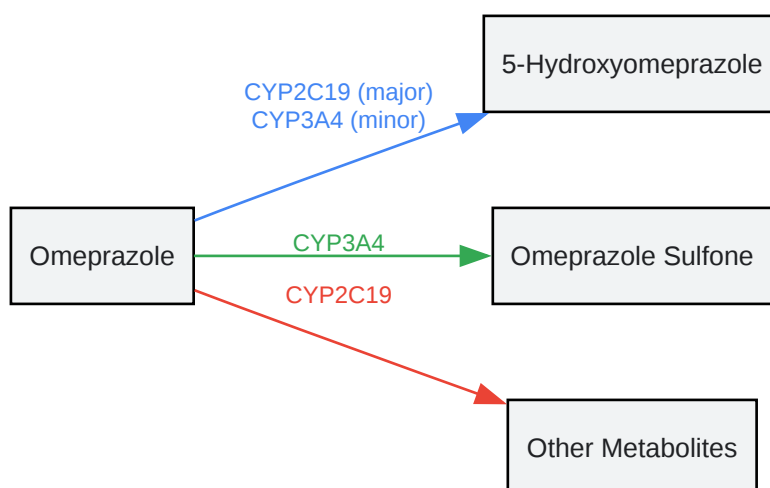 5-Hydroxyomeprazole
CYP2C19 (major)
CYP3A4 (minor)
Omeprazole
CYP3A4
Omeprazole Sulfone
CYP2C19
Other Metabolites